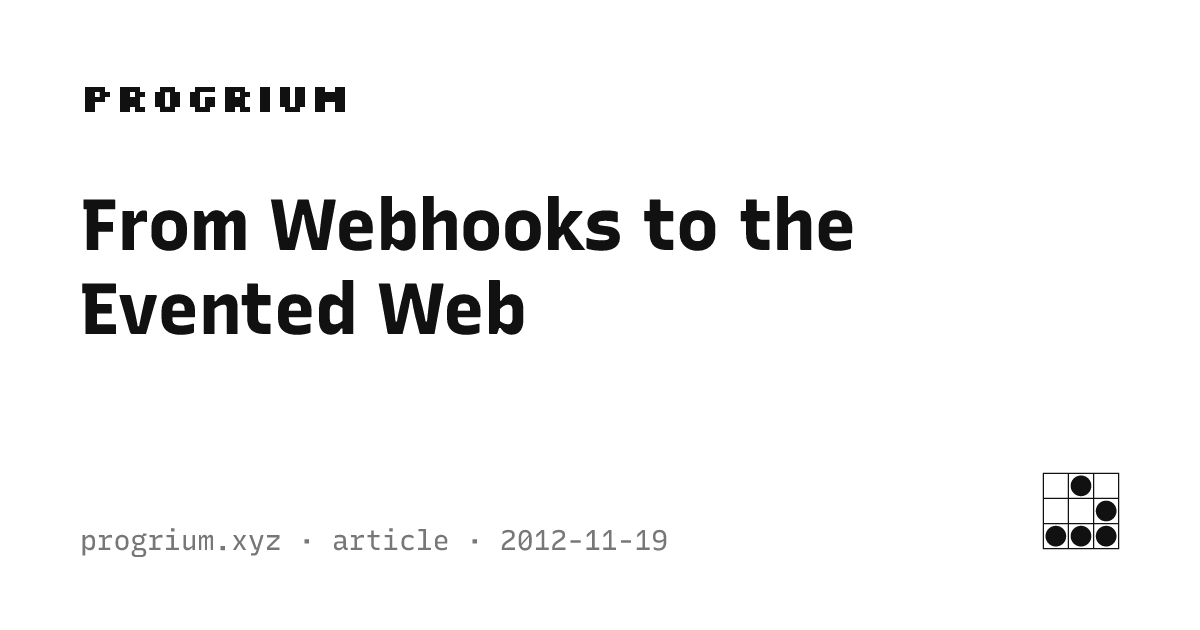 PROGRIUM
From Webhooks to the
Evented Web
progrium.xyz · article · 2012-11-19